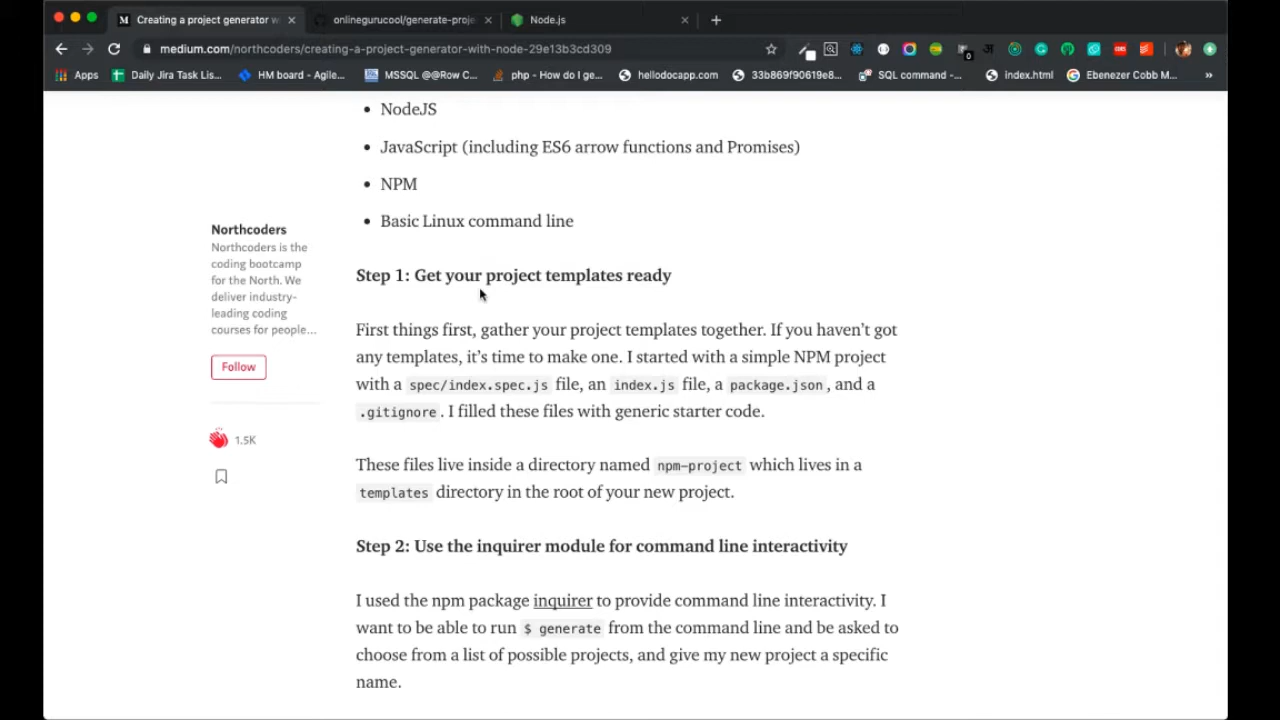 Creating a project generator w
onlinegurucool/generate-proje
Node.js
medium.com/northcoders/creating-a-project-generator-with-node-29e13b3cd309
0
Apps
Daily Jira Task Lis...
HM board - Agile...
MSSQL @@Row C...
php - How do I ge...
hellodocapp.com
33b869f90619e8...
SQL command -...
index.html
Ebenezer Cobb M...
»
• NodeJS
• JavaScript (including ES6 arrow functions and Promises)
• NPM
• Basic Linux command line
Northcoders
Northcoders is the
coding bootcamp
for the North. We
deliver industry-
leading coding
courses for people...
Follow
1.5K
Step 1: Get your project templates ready
First things first, gather your project templates together. If you haven't got
any templates, it's time to make one. I started with a simple NPM project
with a spec/index.spec.js file, an index.js file, a package.json, and a
.gitignore. I filled these files with generic starter code.
These files live inside a directory named npm-project which lives in a
templates directory in the root of your new project.
Step 2: Use the inquirer module for command line interactivity
I used the npm package inquirer to provide command line interactivity. I
want to be able to run $ generate from the command line and be asked to
choose from a list of possible projects, and give my new project a specific
name.